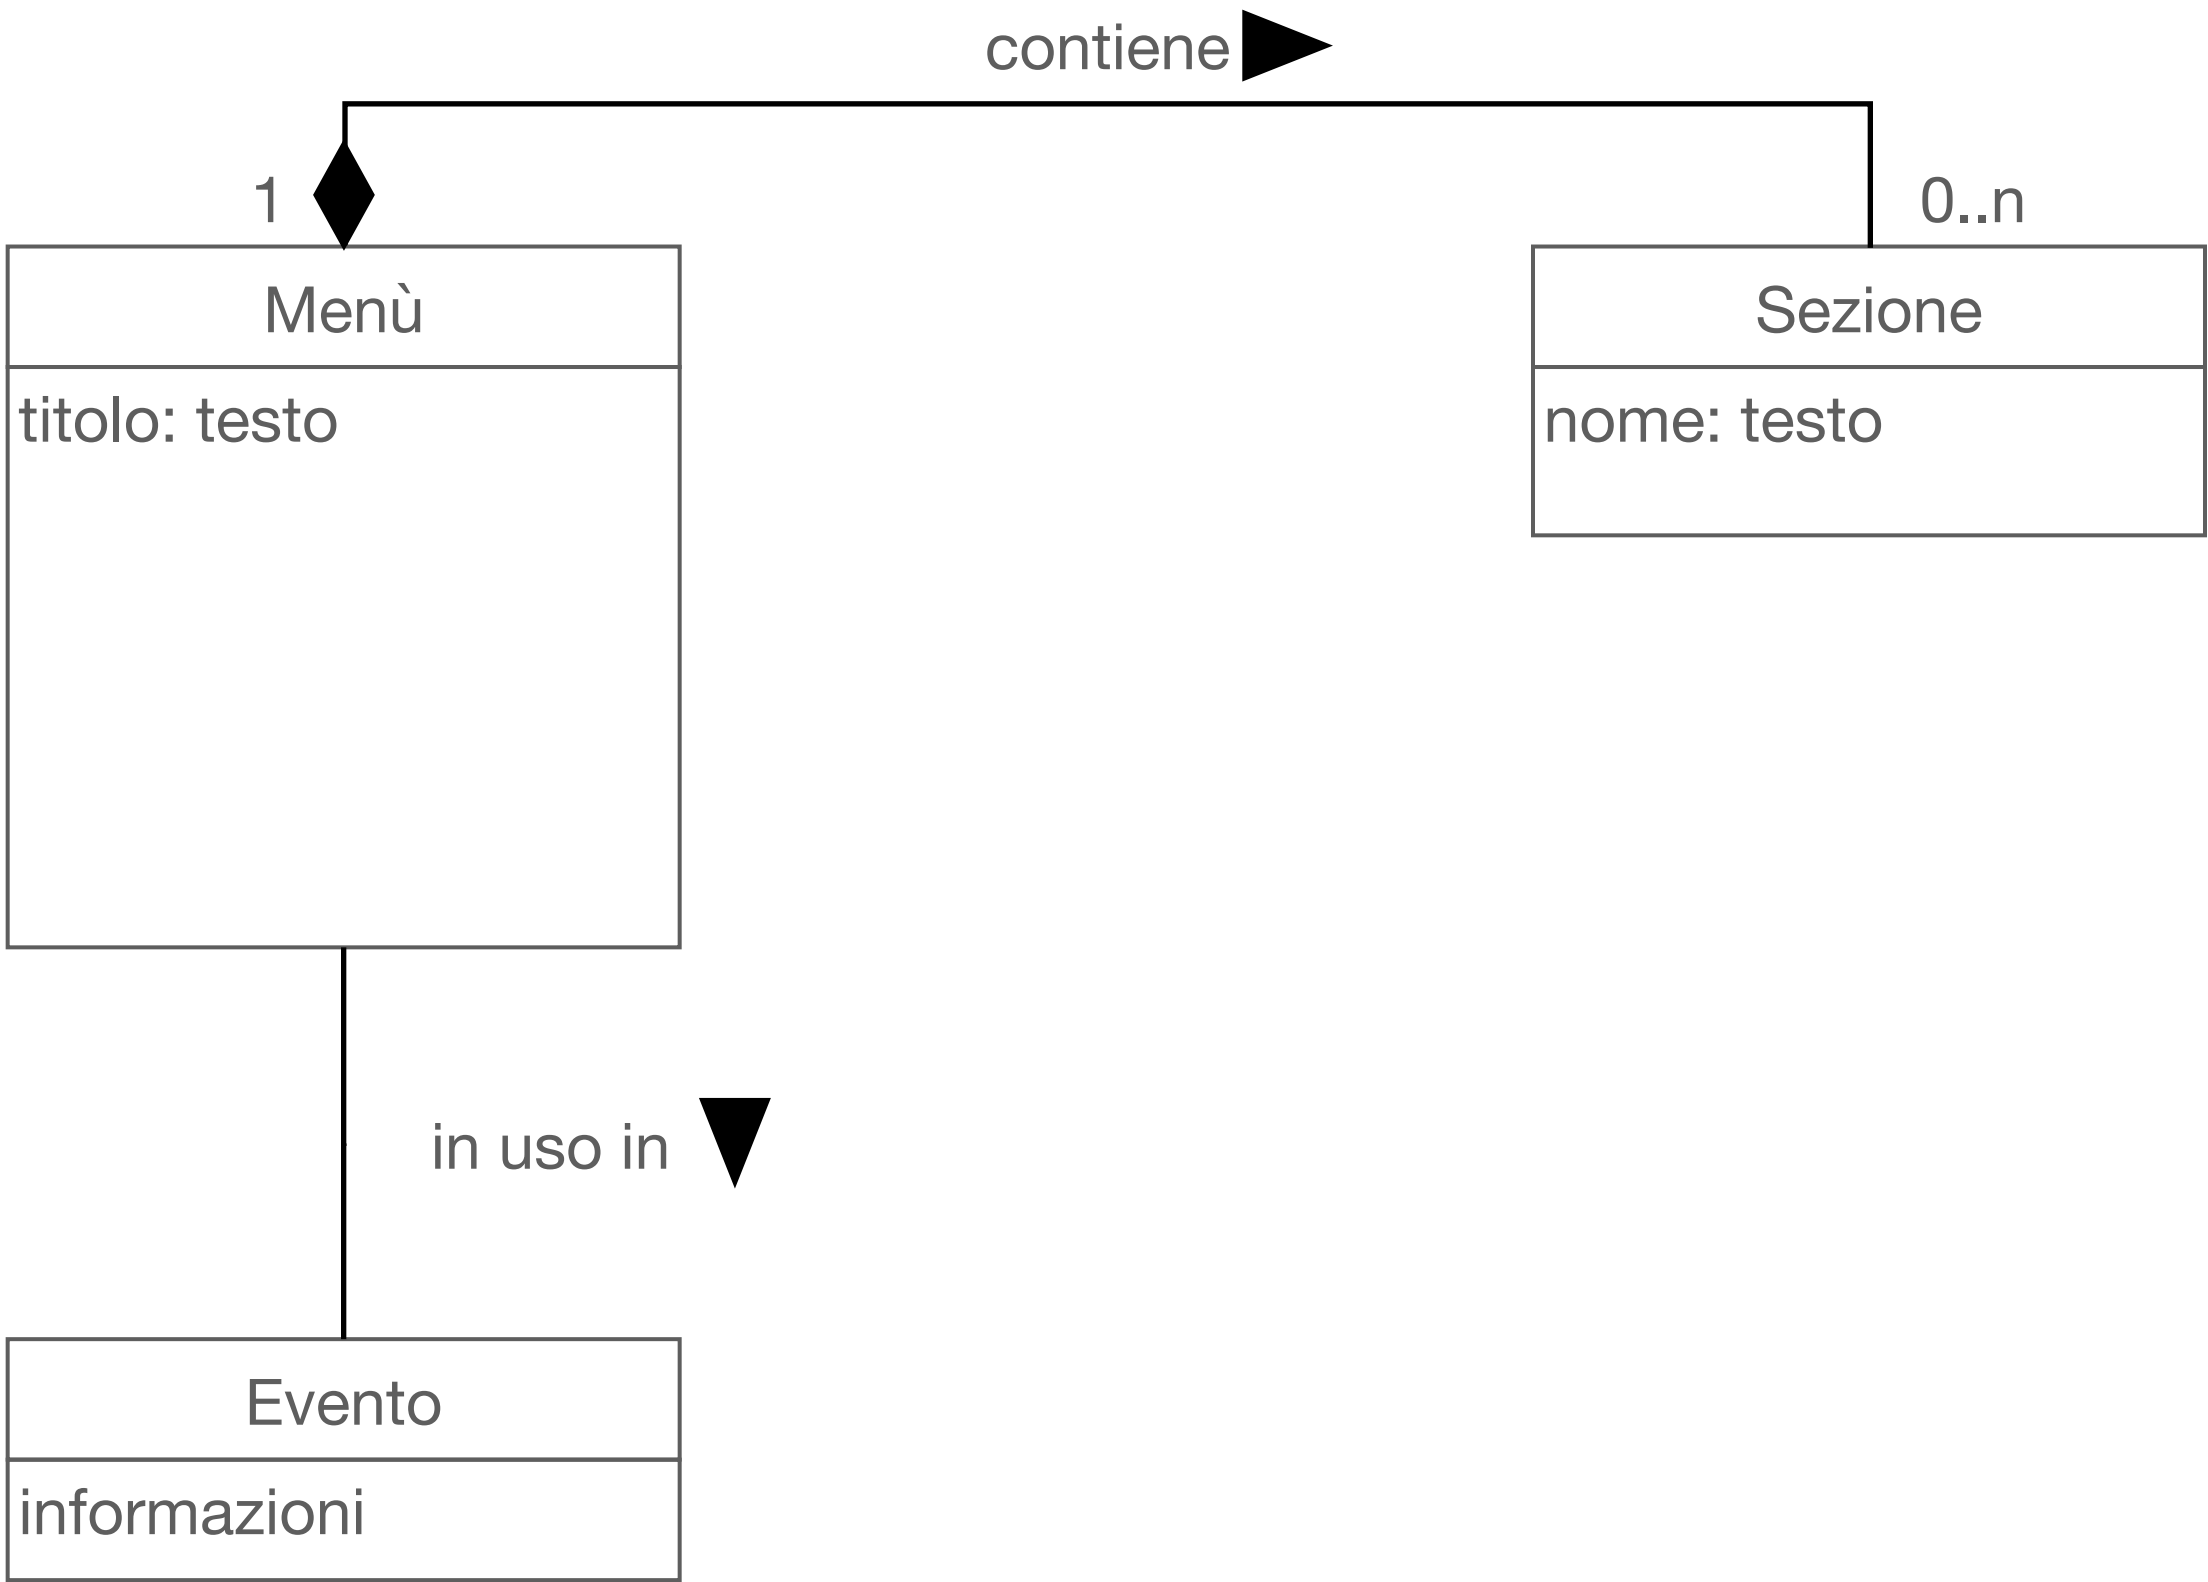 contiene
1
0..n
Menù
Sezione
titolo: testo
nome: testo
in uso in
Evento
informazioni